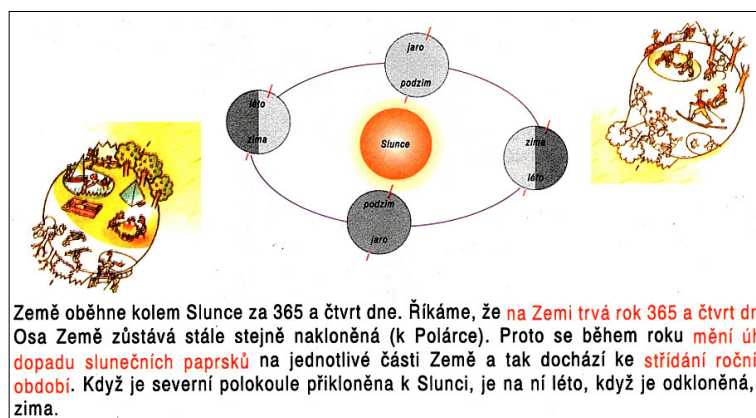 jaro
podzim
léto
zima
Slunce
zima
léto
podzim
jaro
Země oběhne kolem Slunce za 365 a čtvrt dne. Říkáme, že na Zemi trvá rok 365 a čtvrt
Osa Země zůstává stále stejně nakloněná (k Polárce). Proto se během roku mění
dopadu slunečních paprsků na jednotlivé části Země a tak dochází ke střídání
období. Když je severní polokoule přikloněna k Slunci, je na ní léto, když je odkloněná,
zima.